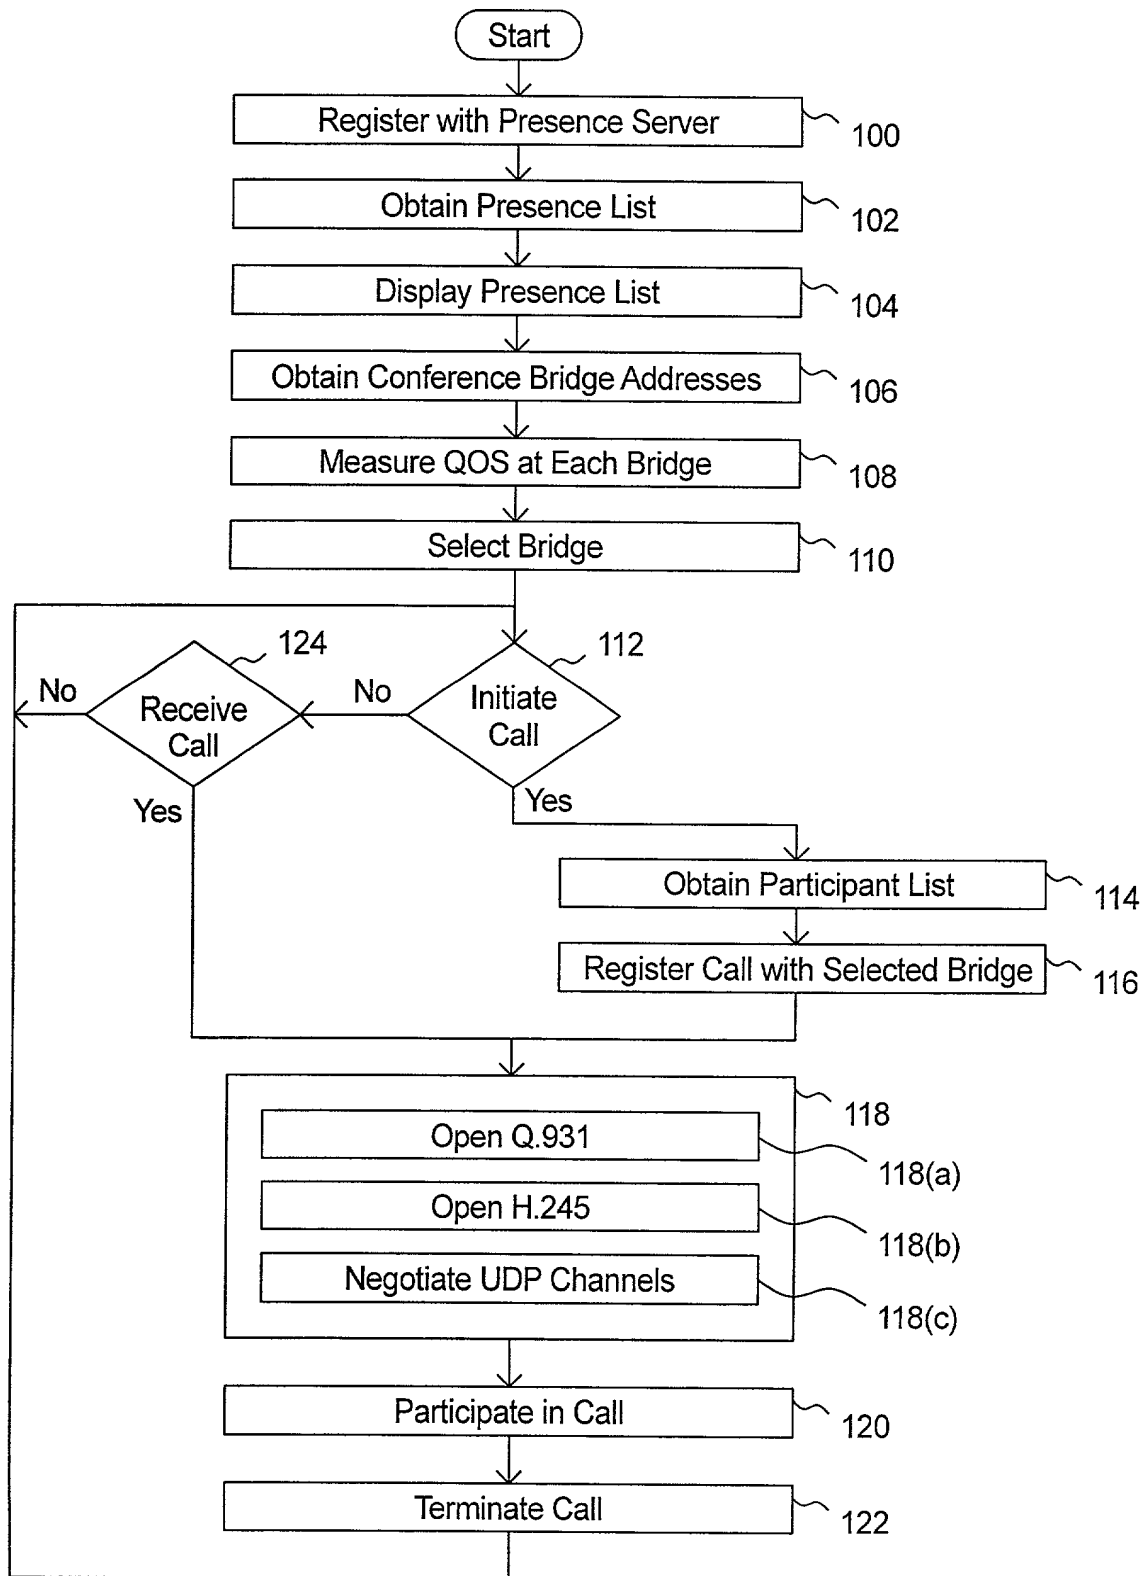 Start
Register with Presence Server
100
Obtain Presence List
102
Display Presence List
104
Obtain Conference Bridge Addresses
106
Measure QOS at Each Bridge
108
Select Bridge
110
124
112
No
Receive
Call
No
Initiate
Call
Yes
Yes
Obtain Participant List
114
Register Call with Selected Bridge
116
118
Open Q.931
118(a)
Open H.245
118(b)
Negotiate UDP Channels
118(c)
Participate in Call
120
Terminate Call
122